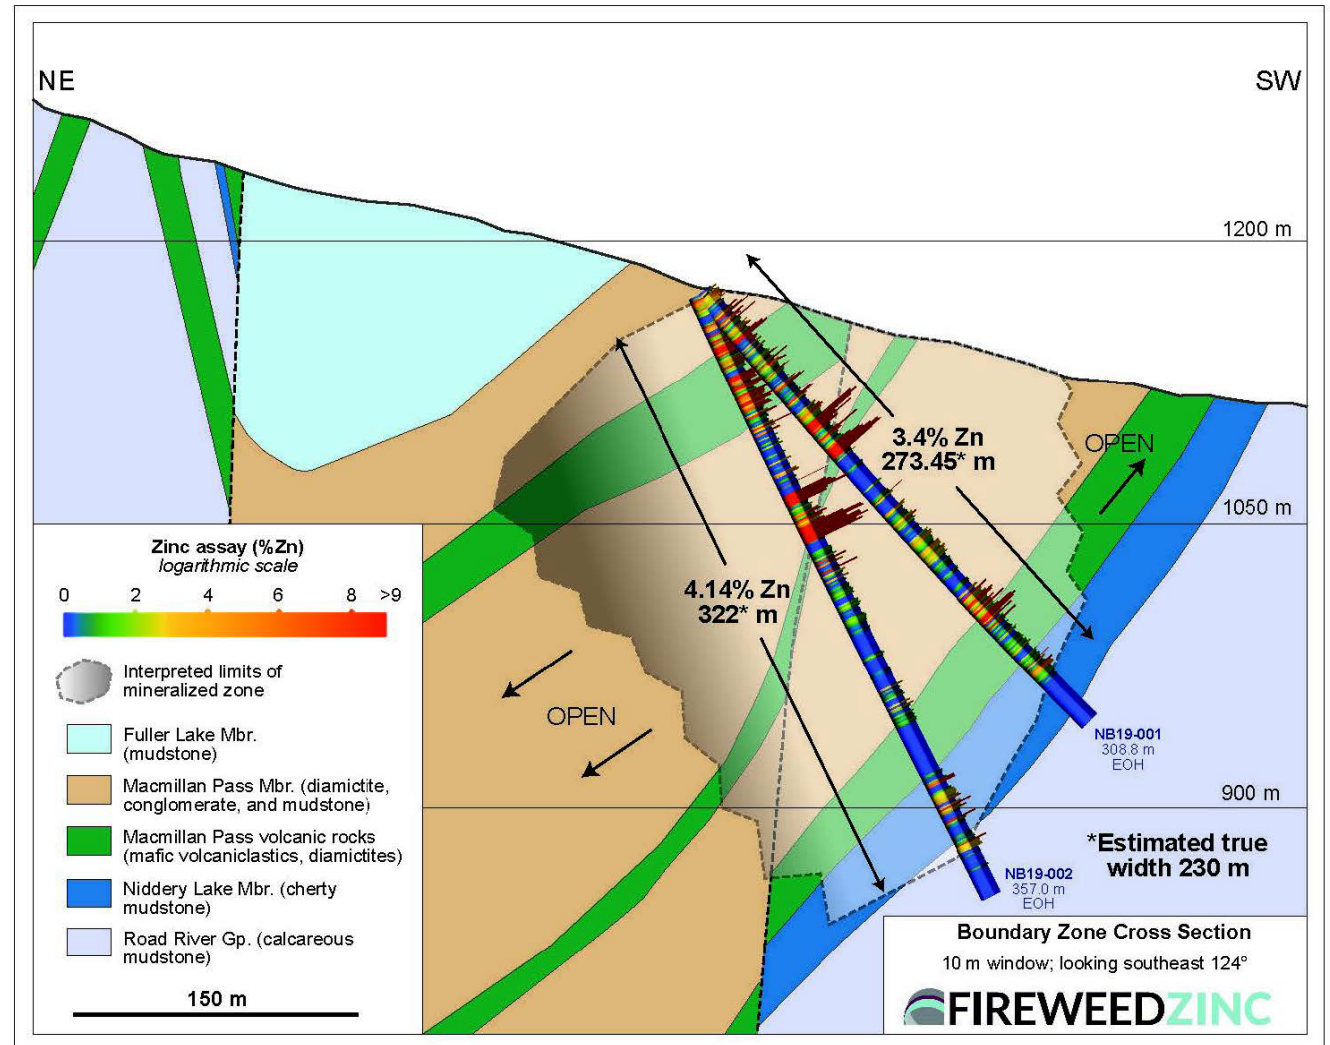 NE
SW
1200 m
3.4% Zn
273.45* m
OPEN
1050 m
Zinc assay (%Zn)
logarithmic scale
0 2 4 6 8 >9
4.14% Zn
322* m
Interpreted limits of
mineralized zone
OPEN
Fuller Lake Mbr.
(mudstone)
NB19-001
308.8 m
EOH
Macmillan Pass Mbr. (diamictite,
conglomerate, and mudstone)
900 m
Macmillan Pass volcanic rocks
(mafic volcaniclastics, diamictites)
*Estimated true
width 230 m
NB19-002
357.0 m
EOH
Niddery Lake Mbr. (cherty
mudstone)
Road River Gp. (calcareous
mudstone)
Boundary Zone Cross Section
10 m window; looking southeast 124°
150 m
FIREWEEDZINC